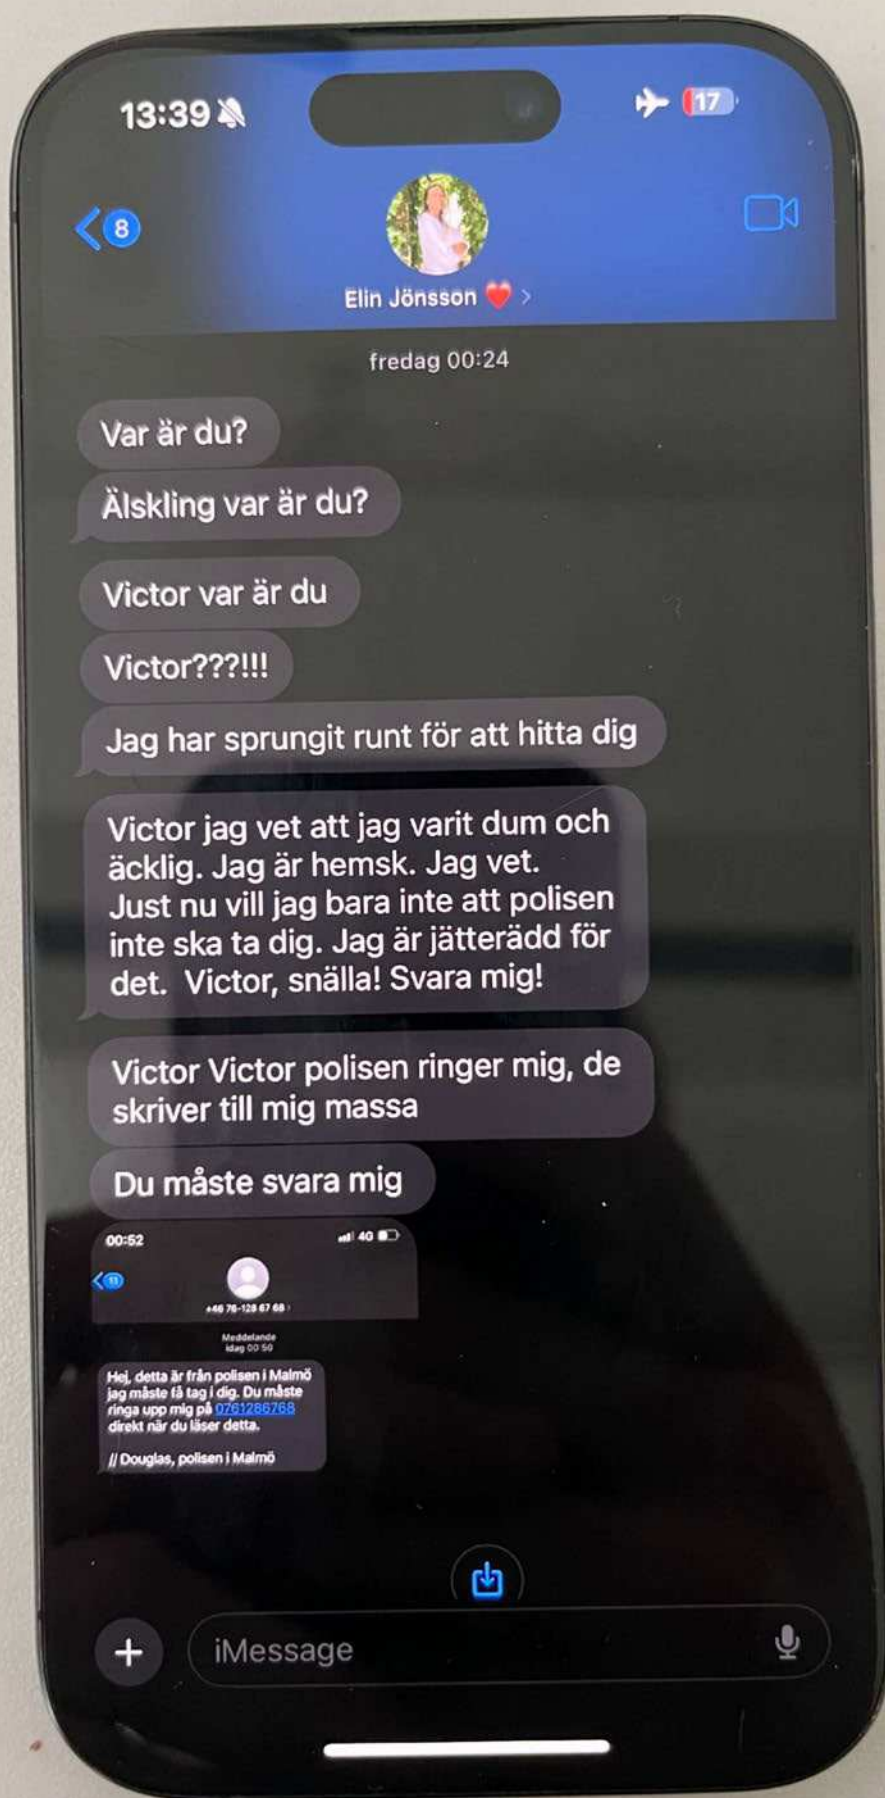 13:39
17
8
Elin Jönsson ❤️ >
fredag 00:24
Var är du?
Älskling var är du?
Victor var är du
Victor???!!!
Jag har sprungit runt för att hitta dig
Victor jag vet att jag varit dum och
äcklig. Jag är hemsk. Jag vet.
Just nu vill jag bara inte att polisen
inte ska ta dig. Jag är jätterädd för
det. Victor, snälla! Svara mig!
Victor Victor polisen ringer mig, de
skriver till mig massa
Du måste svara mig
00:52
4G
11
+46 76-128 67 68
Meddelande
idag 00:50
Hej, detta är från polisen i Malmö
jag måste få tag i dig. Du måste
ringa upp mig på 0761286768
direkt när du läser detta.
// Douglas, polisen i Malmö
iMessage